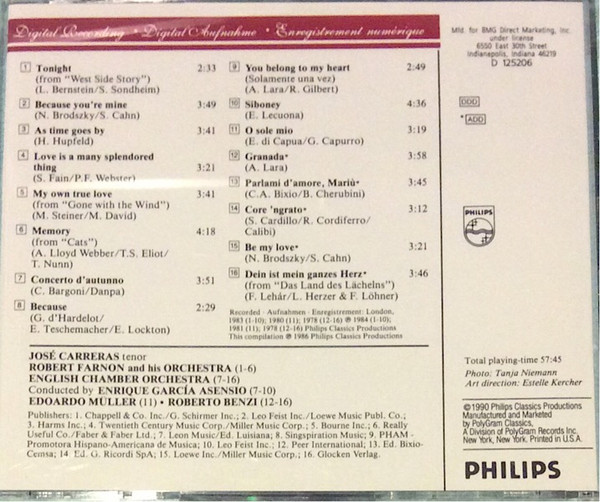 Digital Recording • Digital Aufnahme • Enregistrement numérique
1 Tonight 2:33
(from "West Side Story")
(L. Bernstein/S. Sondheim)
2 Because you're mine 3:49
(N. Brodszky/S. Cahn)
3 As time goes by 3:41
(H. Hupfeld)
4 Love is a many splendored
thing 3:21
(S. Fain/P.F. Webster)
5 My own true love 3:41
(from "Gone with the Wind")
(M. Steiner/M. David)
6 Memory 4:18
(from "Cats")
(A. Lloyd Webber/T.S. Eliot/
T. Nunn)
7 Concerto d'autunno 3:51
(C. Bargoni/Danpa)
8 Because 2:29
(G. d'Hardelot/
E. Teschemacher/E. Lockton)
9 You belong to my heart 2:49
(Solamente una vez)
(A. Lara/R. Gilbert)
10 Siboney 4:36
(E. Lecuona)
11 O sole mio 3:19
(E. di Capua/G. Capurro)
12 Granada* 3:58
(A. Lara)
13 Parlami d'amore, Mariù* 3:45
(C.A. Bixio/B. Cherubini)
14 Core 'ngrato* 3:12
(S. Cardillo/R. Cordiferro/
Calibi)
15 Be my love* 3:21
(N. Brodszky/S. Cahn)
16 Dein ist mein ganzes Herz* 3:46
(from "Das Land des Lächelns")
(F. Lehár/L. Herzer & F. Löhner)
Recorded · Aufnahmen · Enregistrement: London,
1983 (1-10); 1980 (11); 1978 (12-16) ℗ 1984 (1-10);
1981 (11); 1978 (12-16) Philips Classics Productions
This compilation ℗ 1986 Philips Classics Productions
JOSÉ CARRERAS tenor
ROBERT FARNON and his ORCHESTRA (1-6)
ENGLISH CHAMBER ORCHESTRA (7-16)
Conducted by ENRIQUE GARCÍA ASENSIO (7-10)
EDOARDO MÜLLER (11) • ROBERTO BENZI (12-16)
Publishers: 1. Chappell & Co. Inc./G. Schirmer Inc.; 2. Leo Feist Inc./Loewe Music Publ. Co.;
3. Harms Inc.; 4. Twentieth Century Music Corp.; 5. Bourne Inc.; 6. Really
Useful Co./Faber & Faber Ltd.; 7. Leon Music/Ed. Luisiana; 8. Singspiration Music; 9. PHAM -
Promotora Hispano-Americana de Musica; 10. Leo Feist Inc.; 12. Peer International; 13. Ed. Bixio-
Cemsa; 14 Ed. G. Ricordi SpA; 15. Loewe Inc./Miller Music Corp.; 16. Glocken Verlag.
Mfd. for BMG Direct Marketing, Inc.
under license
6550 East 30th Street
Indianapolis, Indiana 46219
D 125206
DDD
*ADD
PHILIPS
Total playing-time 57:45
Photo: Tanja Niemann
Art direction: Estelle Kercher
©1990 Philips Classics Productions
Manufactured and Marketed
by PolyGram Classics,
A Division of PolyGram Records Inc.
New York, New York. Printed in U.S.A.
PHILIPS